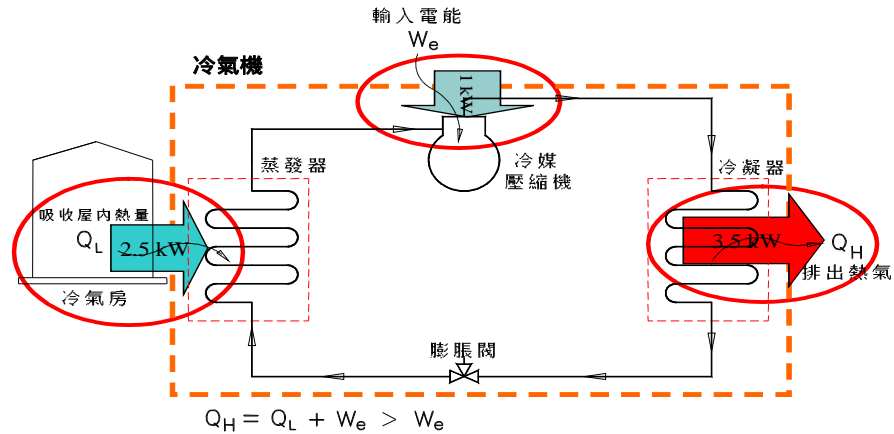 輸入電能
We
冷氣機
1 kW
蒸發器
冷媒
壓縮機
冷凝器
吸收屋內熱量
QL
2.5 kW
3.5 kW
QH
排出熱氣
冷氣房
膨脹閥
QH = QL + We > We